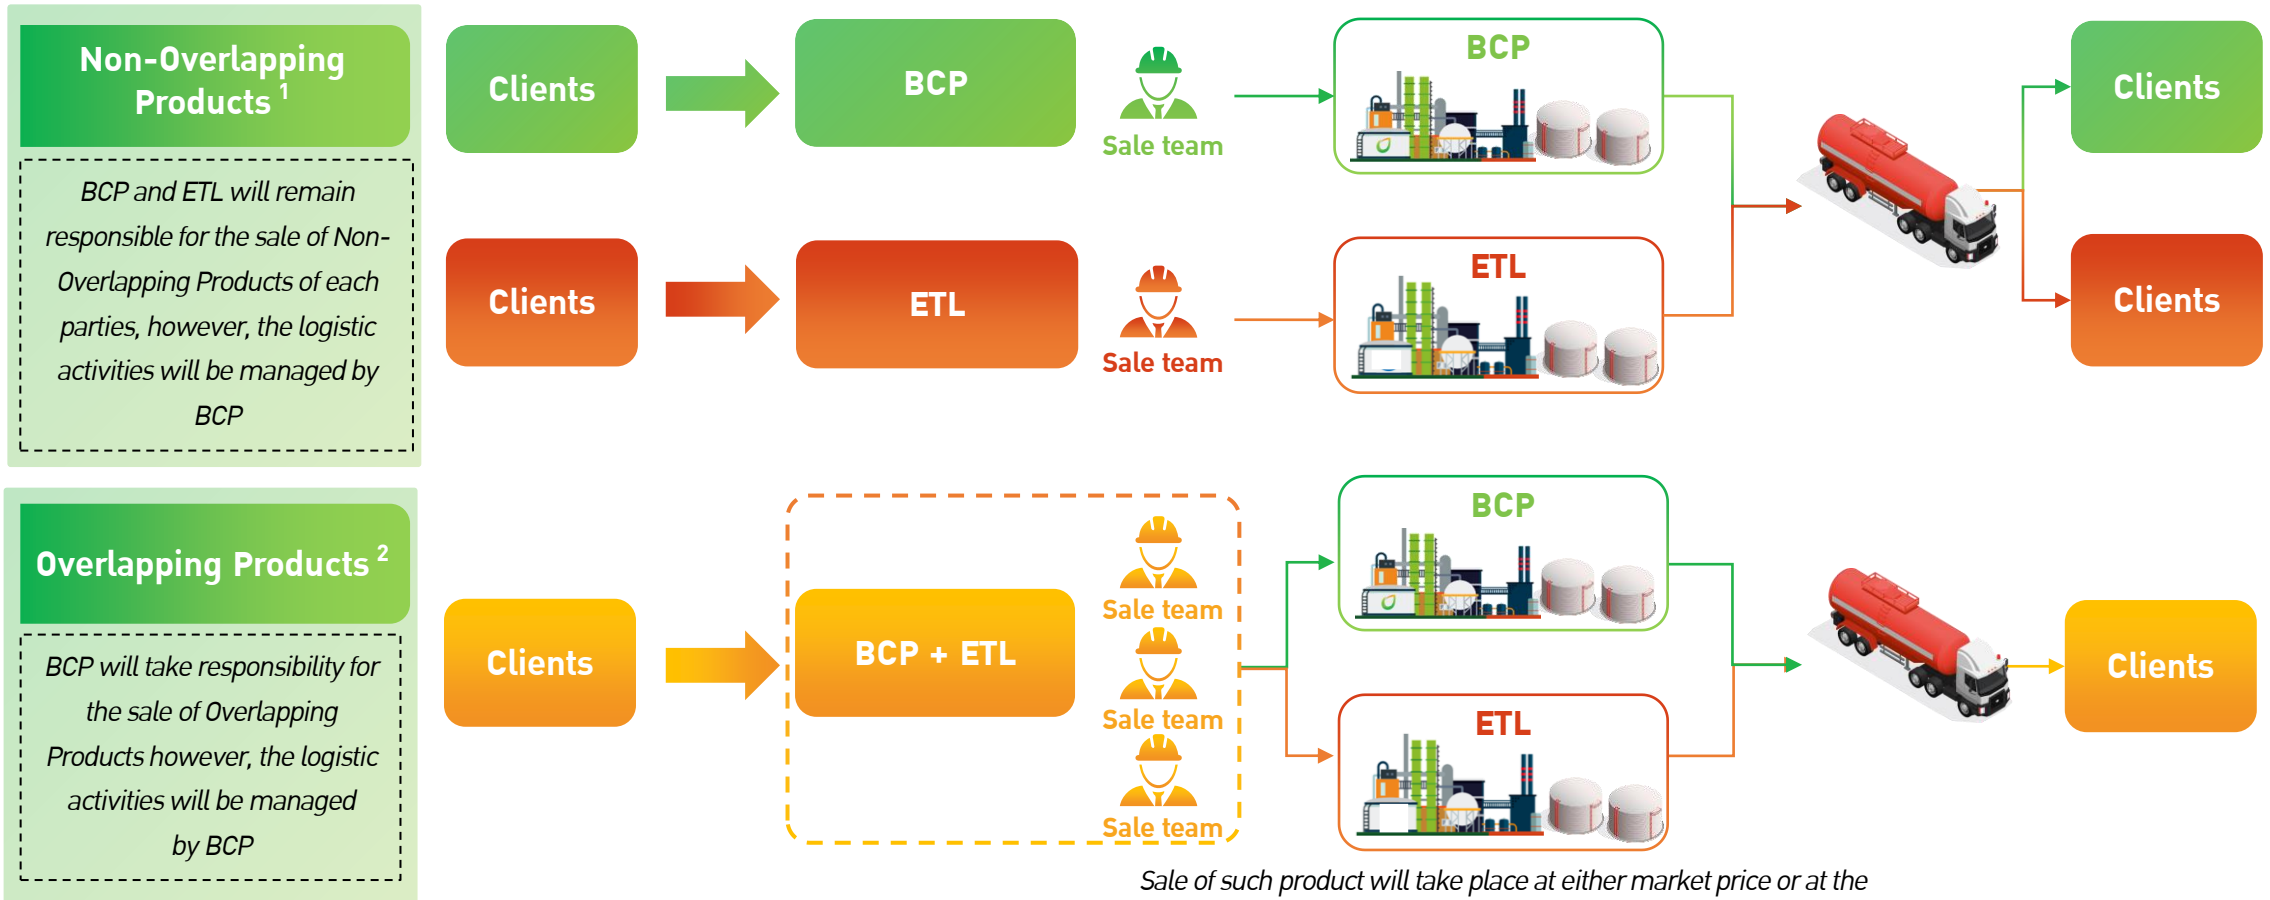 Non-Overlapping
Products 1
BCP and ETL will remain
responsible for the sale of Non-
Overlapping Products of each
parties, however, the logistic
activities will be managed by
BCP
Clients
BCP
Sale team
BCP
Clients
Clients
ETL
Sale team
ETL
Clients
Overlapping Products 2
BCP will take responsibility for
the sale of Overlapping
Products however, the logistic
activities will be managed
by BCP
Clients
BCP + ETL
Sale team
Sale team
Sale team
BCP
ETL
Clients
Sale of such product will take place at either market price or at the